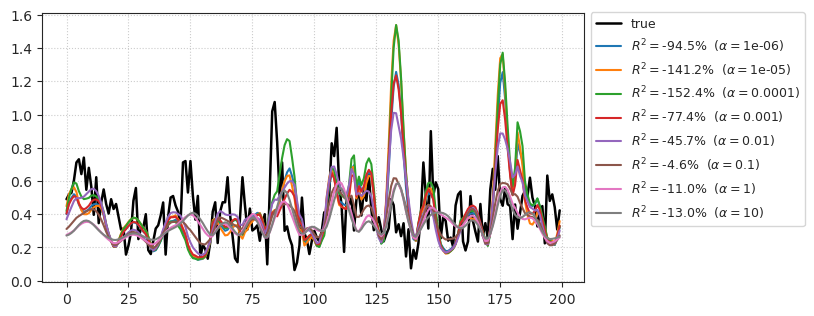 1.6
1.4
1.2
1.0
0.8
0.6
0.4
0.2
0.0
0 25 50 75 100 125 150 175 200
true
R² = -94.5% (α = 1e-06)
R² = -141.2% (α = 1e-05)
R² = -152.4% (α = 0.0001)
R² = -77.4% (α = 0.001)
R² = -45.7% (α = 0.01)
R² = -4.6% (α = 0.1)
R² = -11.0% (α = 1)
R² = -13.0% (α = 10)